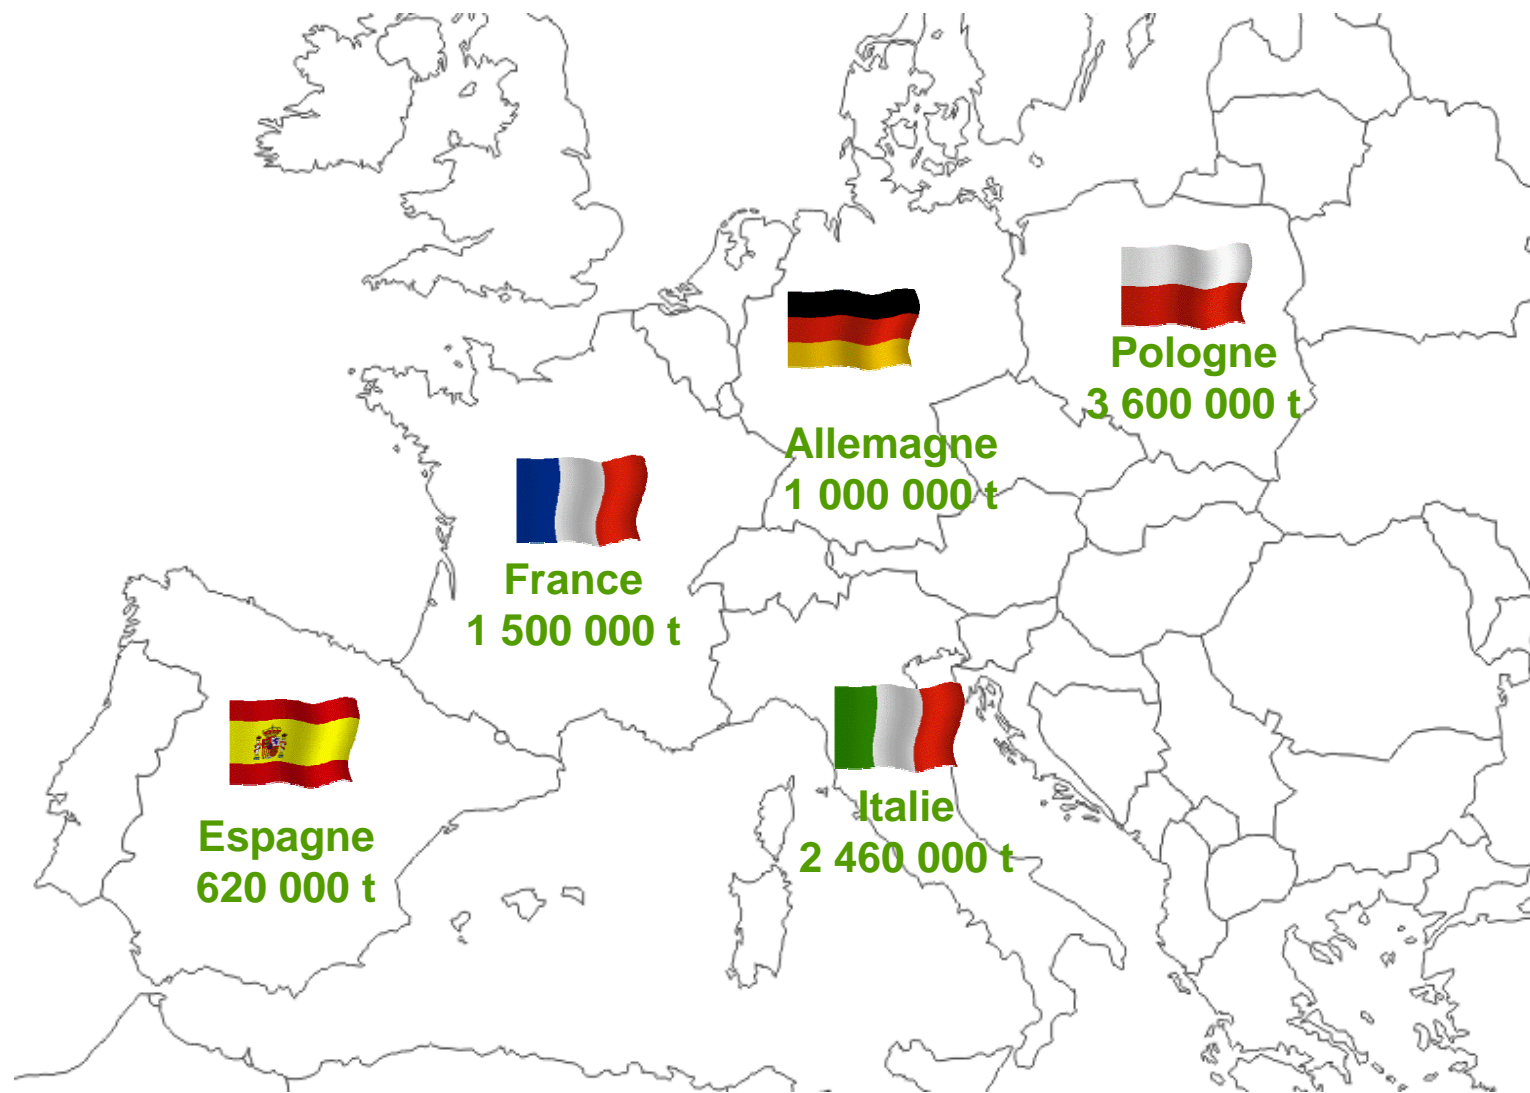 Pologne
3 600 000 t
Allemagne
1 000 000 t
France
1 500 000 t
Italie
2 460 000 t
Espagne
620 000 t